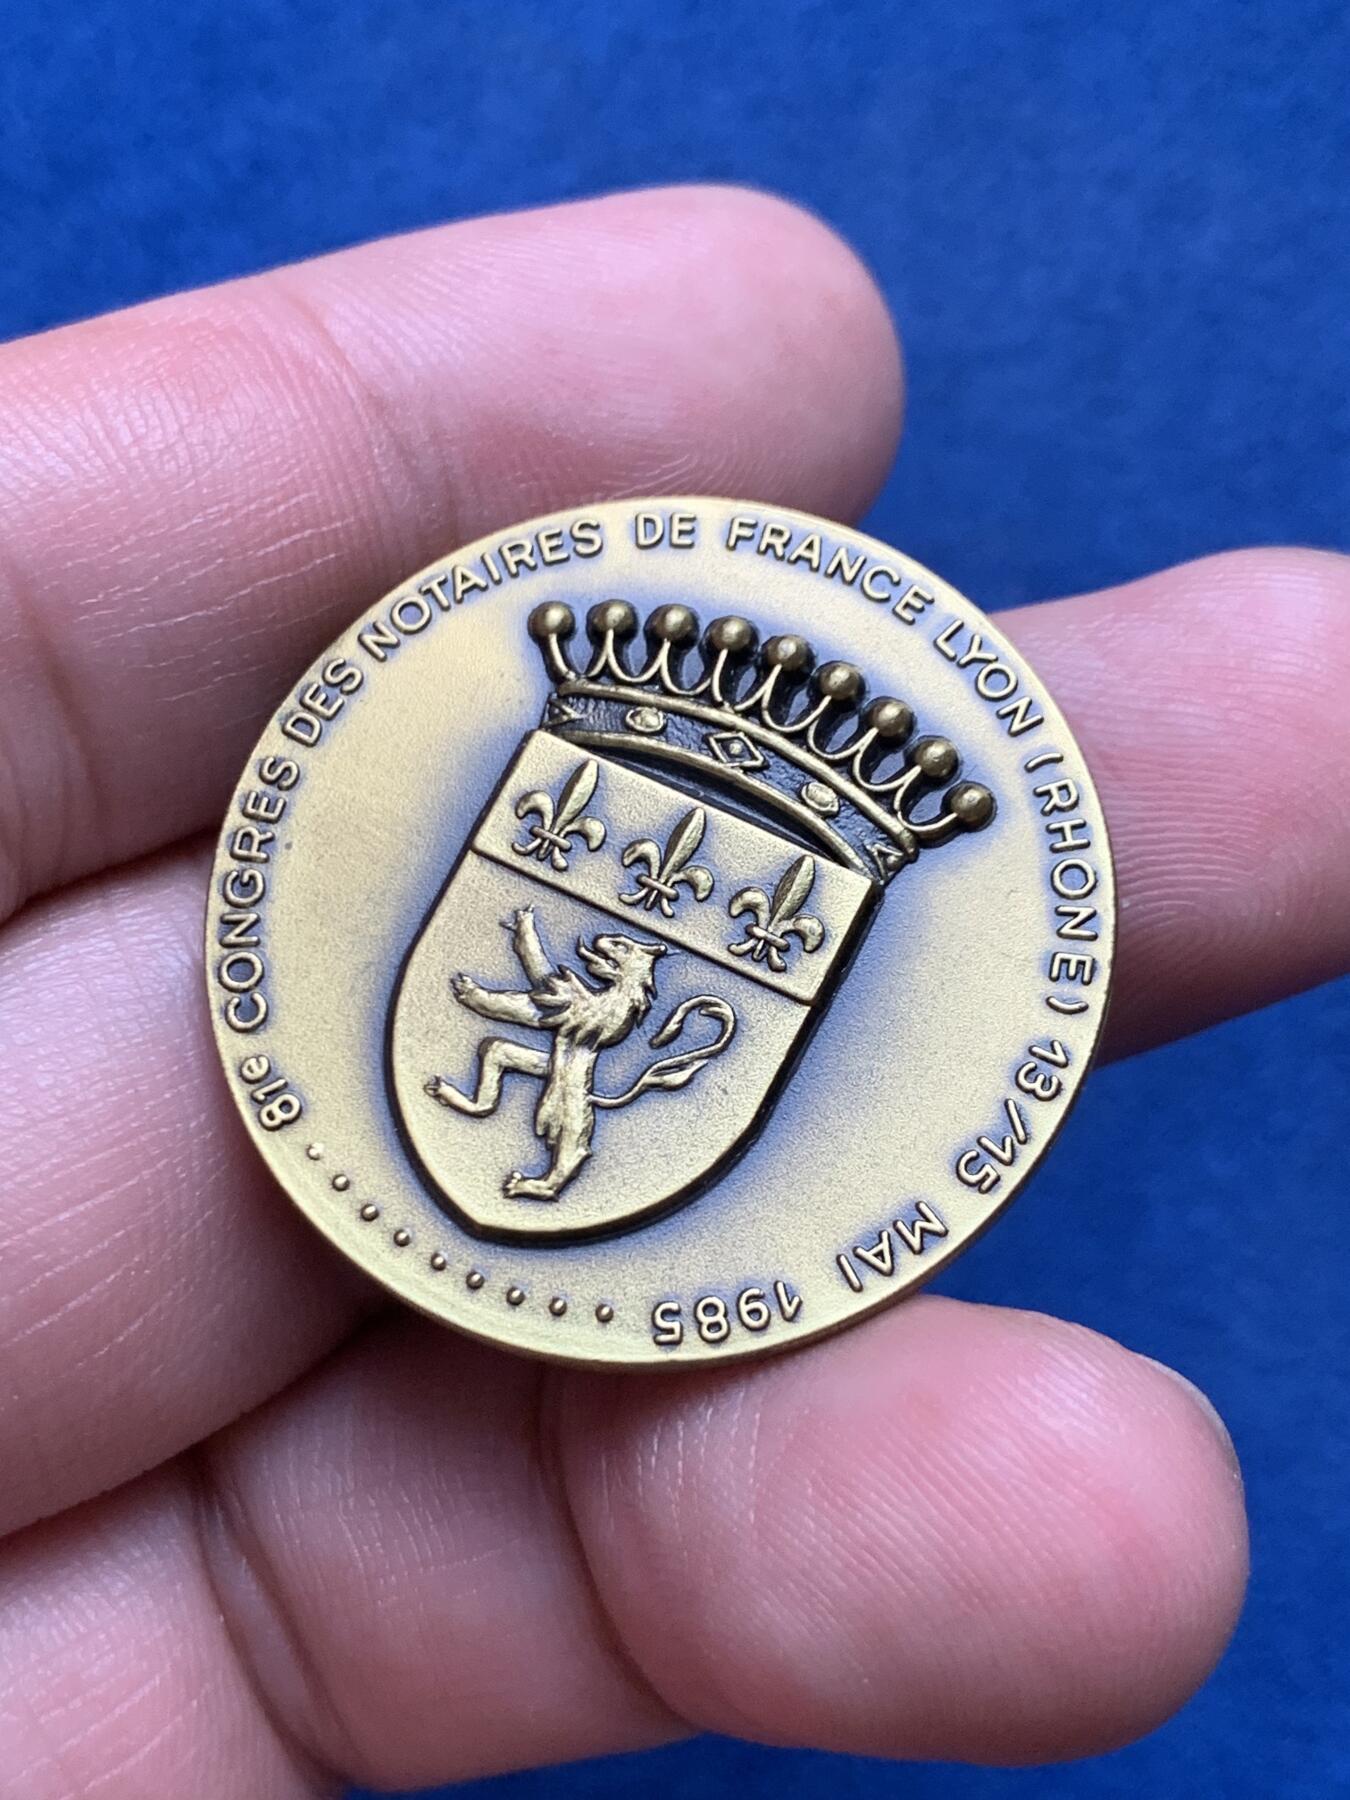 81e CONGRES DES NOTAIRES DE FRANCE LYON (RHONE) 13/15 MAI 1985